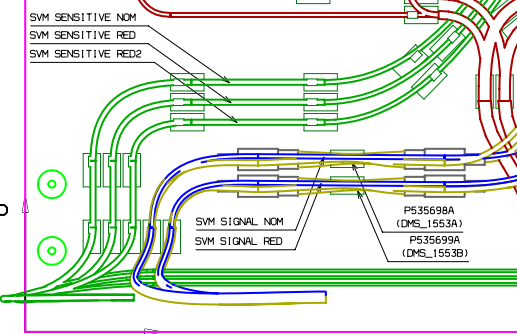 SVM SENSITIVE NOM
SVM SENSITIVE RED
SVM SENSITIVE RED2
SVM SIGNAL NOM
SVM SIGNAL RED
P535698A
(DMS_1553A)
P535699A
(DMS_1553B)